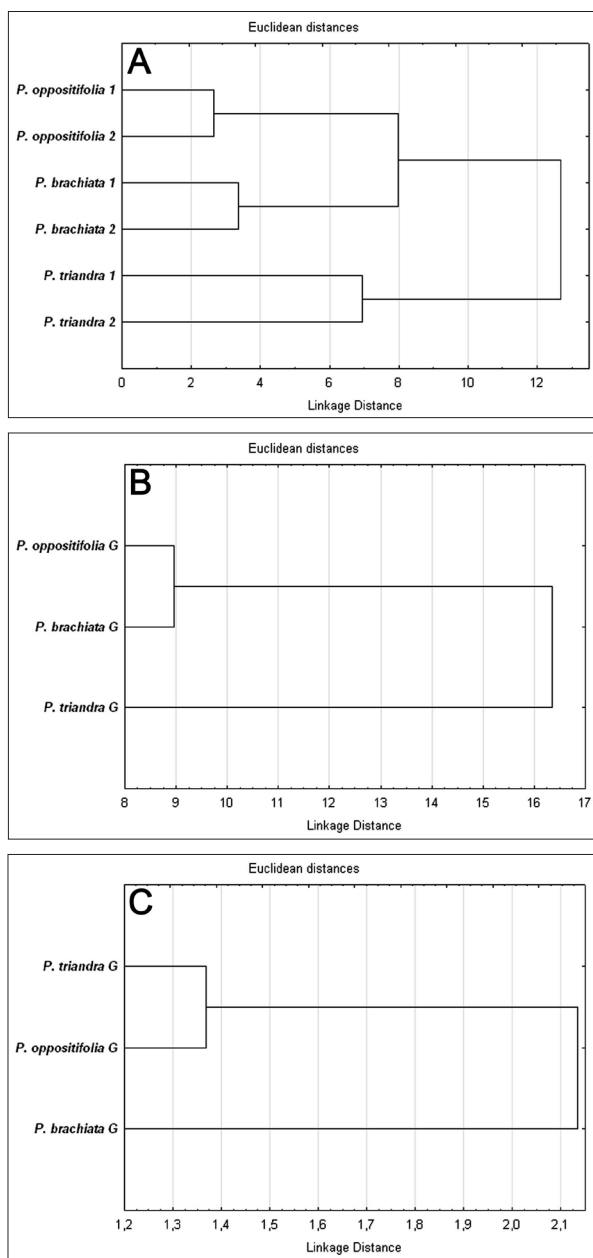 Euclidean distances
A
P. oppositifolia 1
P. oppositifolia 2
P. brachiata 1
P. brachiata 2
P. triandra 1
P. triandra 2
0 2 4 6 8 10 12
Linkage Distance
Euclidean distances
B
P. oppositifolia G
P. brachiata G
P. triandra G
8 9 10 11 12 13 14 15 16 17
Linkage Distance
Euclidean distances
C
P. triandra G
P. oppositifolia G
P. brachiata G
1,2 1,3 1,4 1,5 1,6 1,7 1,8 1,9 2,0 2,1
Linkage Distance